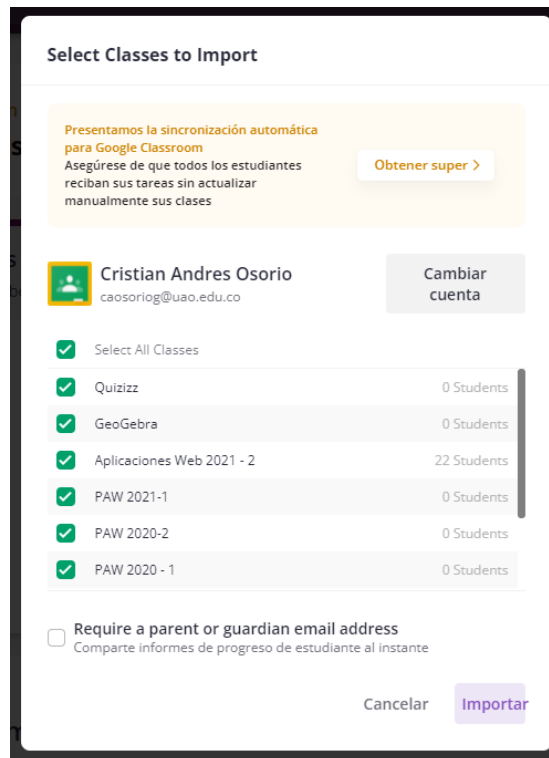 Select Classes to Import
Presentamos la sincronización automática
para Google Classroom
Asegúrese de que todos los estudiantes
reciban sus tareas sin actualizar
manualmente sus clases
Obtener super >
Cristian Andres Osorio
caosoriog@uao.edu.co
Cambiar
cuenta
Select All Classes
Quizizz 0 Students
GeoGebra 0 Students
Aplicaciones Web 2021 - 2 22 Students
PAW 2021-1 0 Students
PAW 2020-2 0 Students
PAW 2020 - 1 0 Students
Require a parent or guardian email address
Comparte informes de progreso de estudiante al instante
Cancelar Importar